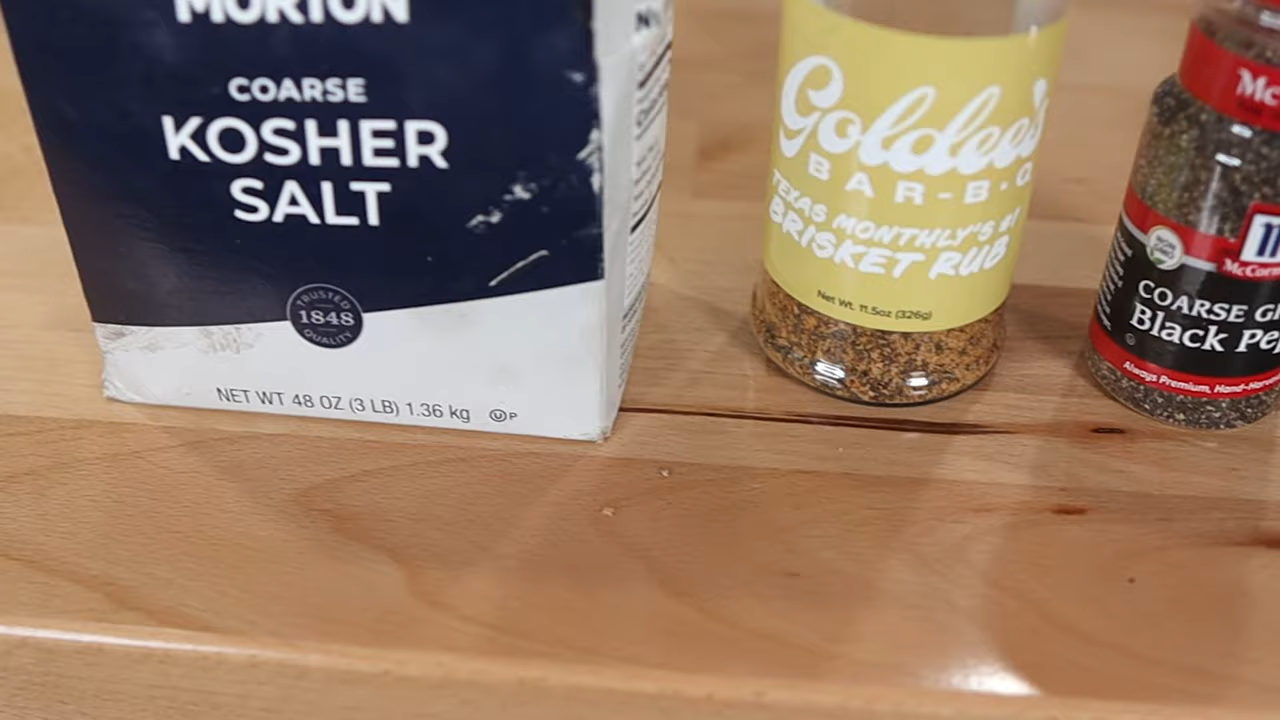 MORTON
COARSE
KOSHER
SALT
TRUSTED
1848
QUALITY
NET WT 48 OZ (3 LB) 1.36 kg
Goldee's
BAR-B-Q
TEXAS MONTHLY'S #1
BRISKET RUB
Net Wt. 11.5oz (326g)
Mc
McCorm
COARSE G
Black Pe
Always Premium, Hand-Harve